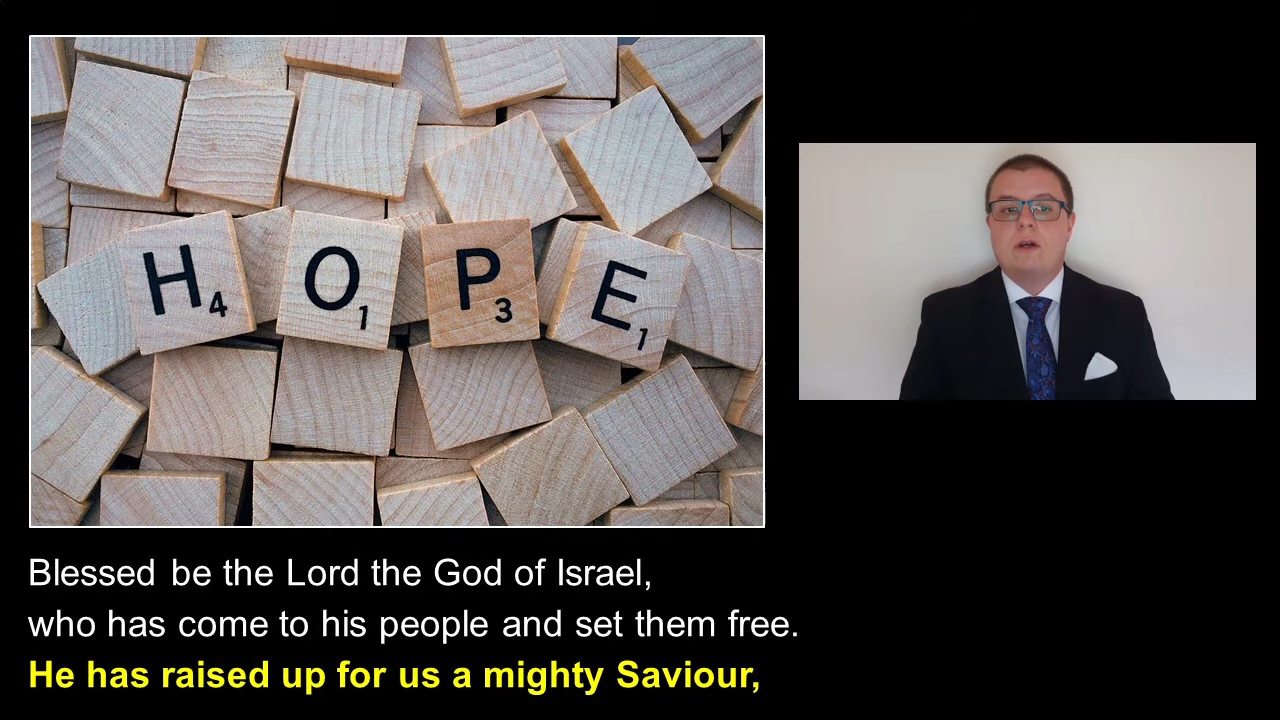 HOPE
4 1 3 1
Blessed be the Lord the God of Israel,
who has come to his people and set them free.
He has raised up for us a mighty Saviour,